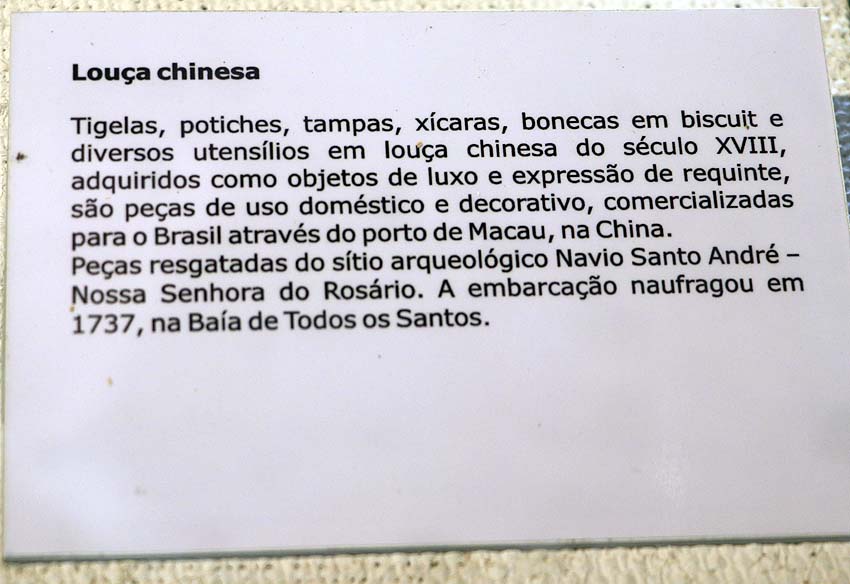 Louça chinesa
Tigelas, potiches, tampas, xícaras, bonecas em biscuit e
diversos utensílios em louça chinesa do século XVIII,
adquiridos como objetos de luxo e expressão de requinte,
são peças de uso doméstico e decorativo, comercializadas
para o Brasil através do porto de Macau, na China.
Peças resgatadas do sítio arqueológico Navio Santo André –
Nossa Senhora do Rosário. A embarcação naufragou em
1737, na Baía de Todos os Santos.